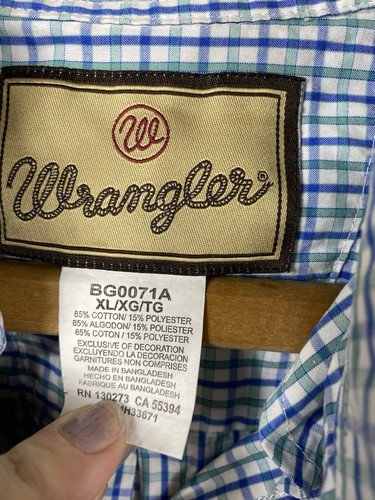 W
Wrangler®
BG0071A
XL/XG/TG
85% COTTON/ 15% POLYESTER
85% ALGODON/ 15% POLYESTER
85% COTON / 15% POLYESTER
EXCLUSIVE OF DECORATION
EXCLUYENDO LA DECORACION
GARNITURES NON COMPRISES
MADE IN BANGLADESH
HECHO EN BANGLADESH
FABRIQUE AU BANGLADESH
RN 130273 CA 55394